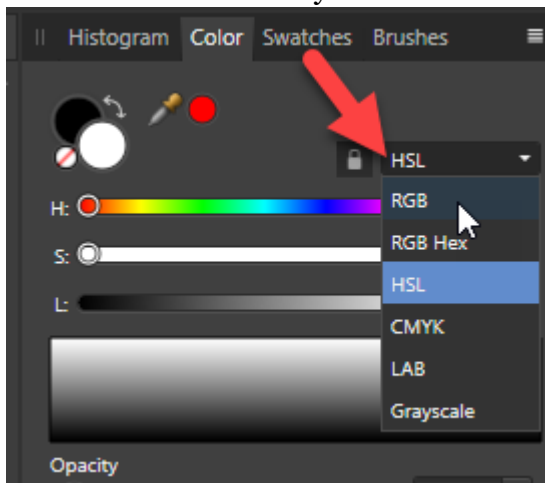 Histogram Color Swatches Brushes
HSL
H:
RGB
RGB Hex
S:
HSL
L:
CMYK
LAB
Grayscale
Opacity